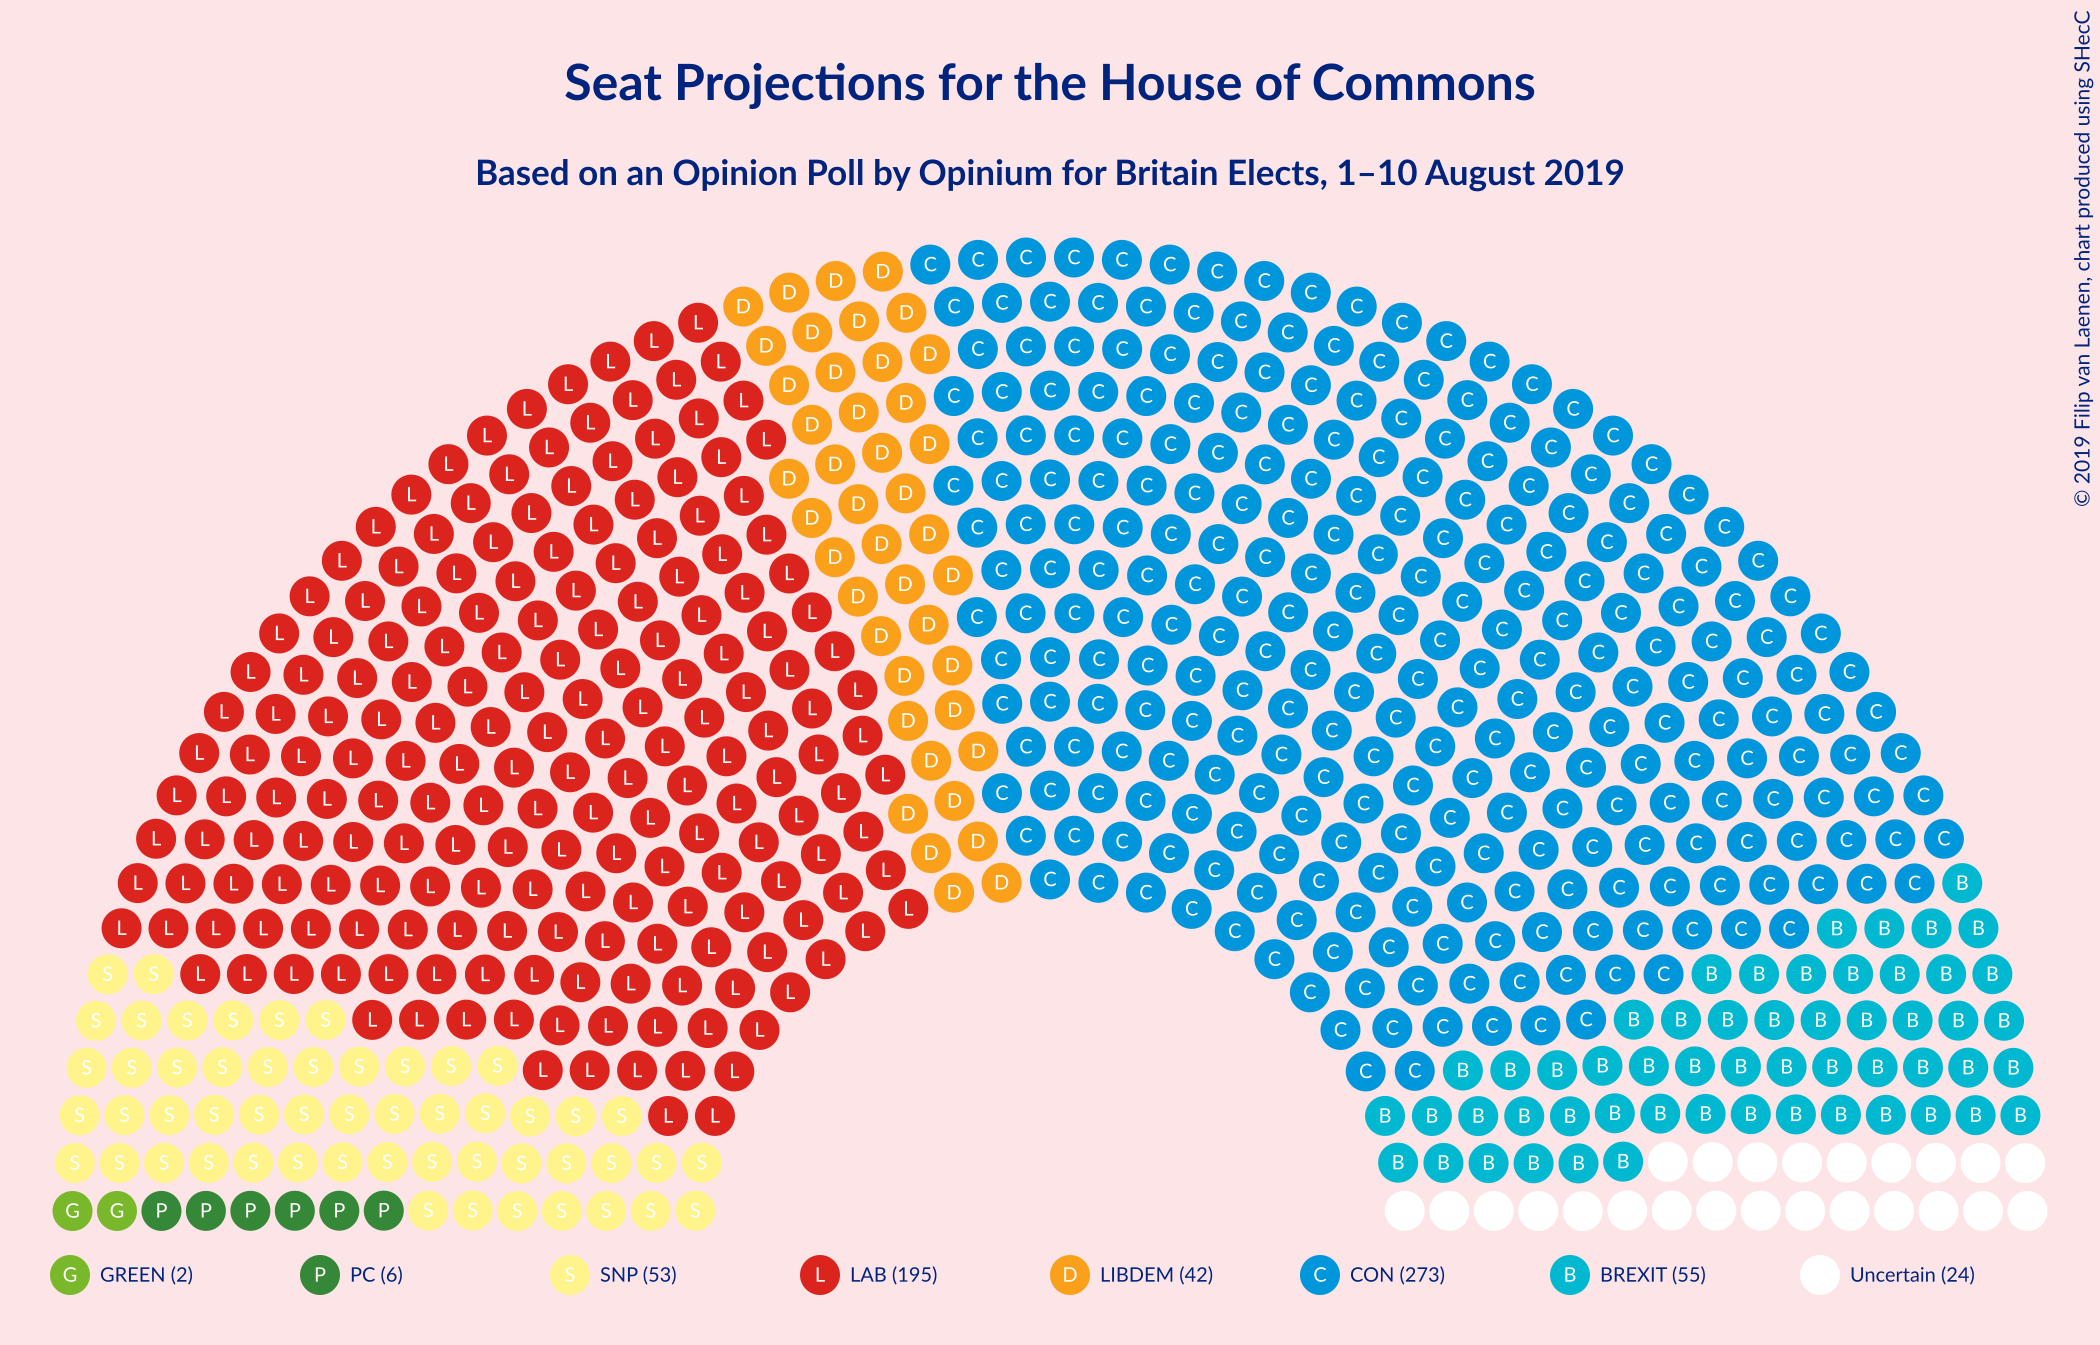 Seat Projections for the House of Commons
Based on an Opinion Poll by Opinium for Britain Elects, 1–10 August 2019
© 2019 Filip van Laenen, chart produced using SHecC
G GREEN (2)
P PC (6)
S SNP (53)
L LAB (195)
D LIBDEM (42)
C CON (273)
B BREXIT (55)
Uncertain (24)